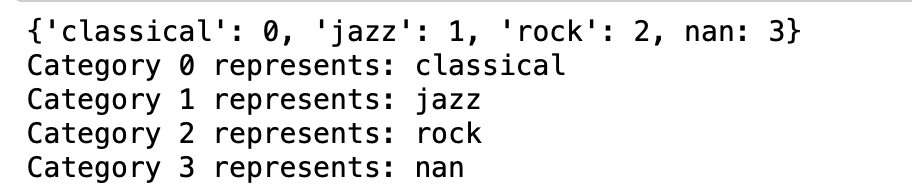 {'classical': 0, 'jazz': 1, 'rock': 2, nan: 3}
Category 0 represents: classical
Category 1 represents: jazz
Category 2 represents: rock
Category 3 represents: nan